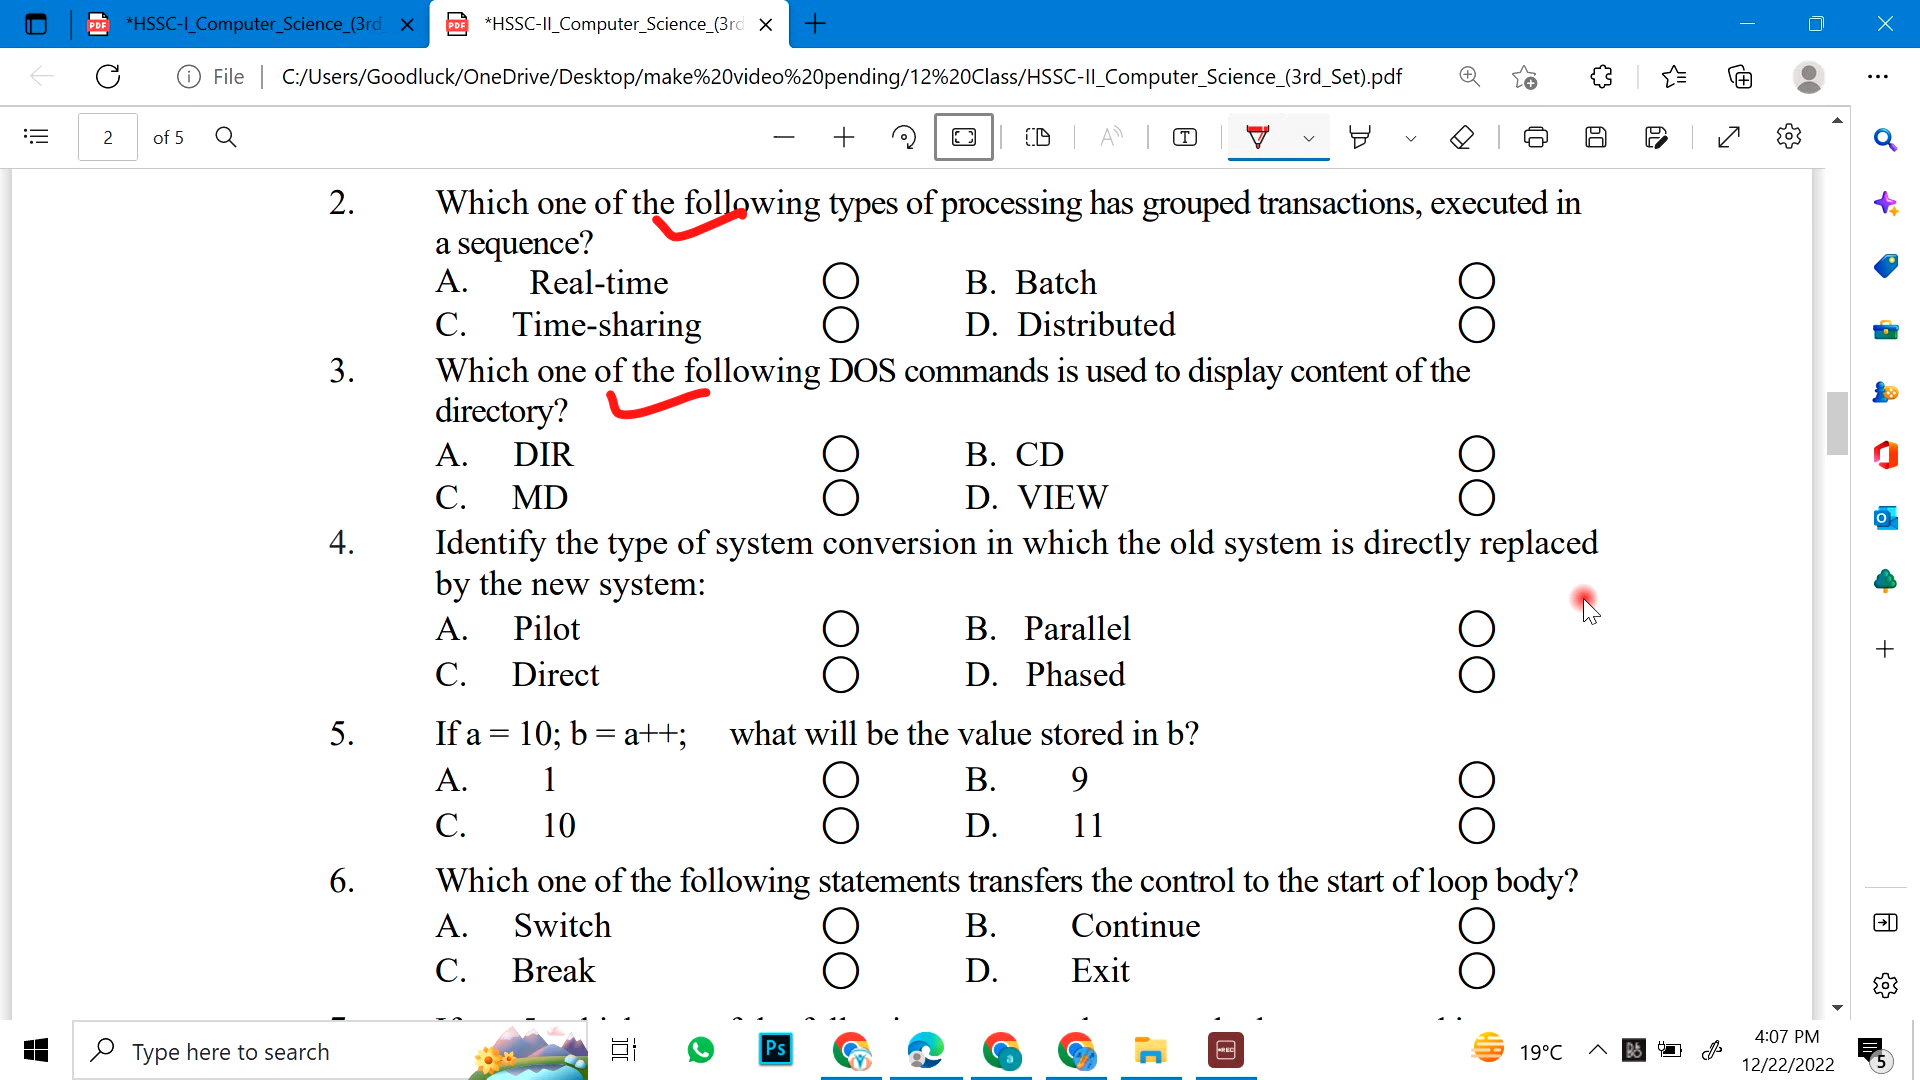 *HSSC-I_Computer_Science_(3rd
*HSSC-II_Computer_Science_(3rd
File
C:/Users/Goodluck/OneDrive/Desktop/make%20video%20pending/12%20Class/HSSC-II_Computer_Science_(3rd_Set).pdf
2 of 5
2. Which one of the following types of processing has grouped transactions, executed in
a sequence?
A. Real-time B. Batch
C. Time-sharing D. Distributed
3. Which one of the following DOS commands is used to display content of the
directory?
A. DIR B. CD
C. MD D. VIEW
4. Identify the type of system conversion in which the old system is directly replaced
by the new system:
A. Pilot B. Parallel
C. Direct D. Phased
5. If a = 10; b = a++; what will be the value stored in b?
A. 1 B. 9
C. 10 D. 11
6. Which one of the following statements transfers the control to the start of loop body?
A. Switch B. Continue
C. Break D. Exit
Type here to search
Ps
a
REC
19°C
4:07 PM
12/22/2022
5